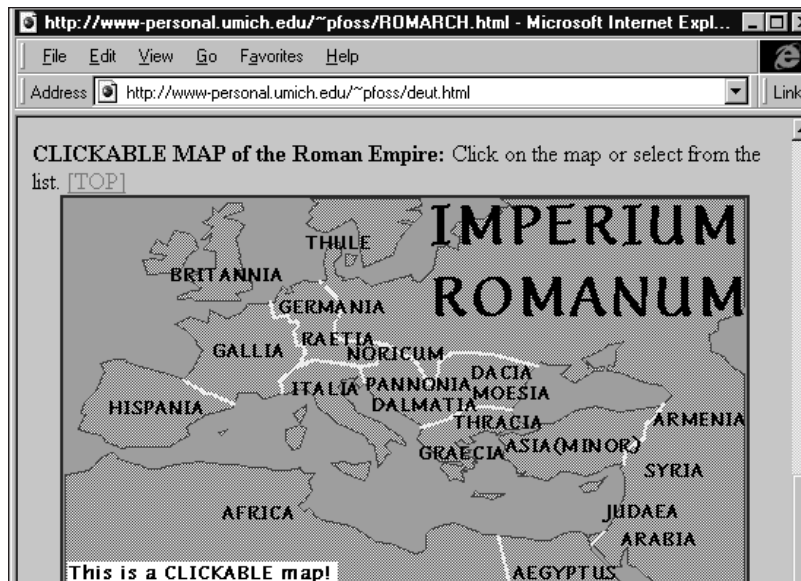 http://www-personal.umich.edu/~pfoss/ROMARCH.html - Microsoft Internet Expl...
File Edit View Go Favorites Help
Address http://www-personal.umich.edu/~pfoss/deut.html Link
CLICKABLE MAP of the Roman Empire: Click on the map or select from the
list. [TOP]
IMPERIUM
ROMANUM
THULE
BRITANNIA
GERMANIA
RAETIA
GALLIA
NORICUM
DACIA
ITALIA PANNONIA MOESIA
HISPANIA
DALMATIA
THRACIA
ARMENIA
GRAECIA ASIA(MINOR)
SYRIA
AFRICA
JUDAEA
ARABIA
This is a CLICKABLE map!
AEGYPTUS